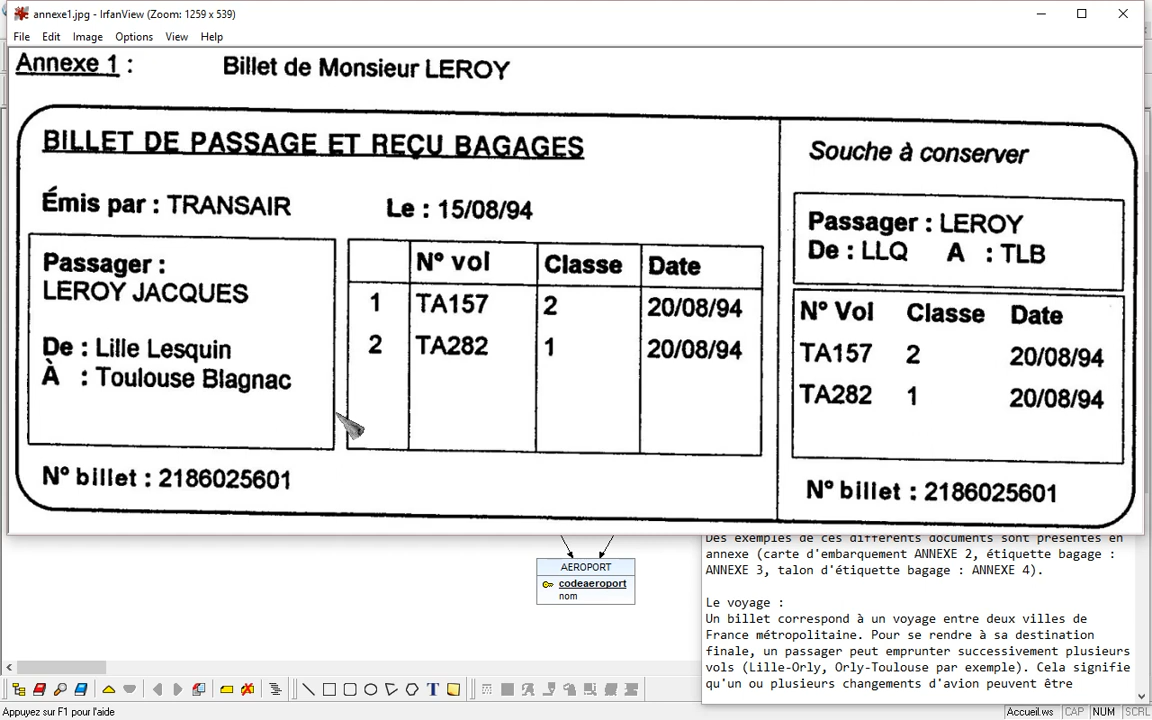 annexe1.jpg - IrfanView (Zoom: 1259 x 539)
File Edit Image Options View Help
Annexe 1 : Billet de Monsieur LEROY
BILLET DE PASSAGE ET REÇU BAGAGES
Émis par : TRANSAIR Le : 15/08/94
Passager :
LEROY JACQUES
De : Lille Lesquin
À : Toulouse Blagnac
N° vol Classe Date
1 TA157 2 20/08/94
2 TA282 1 20/08/94
N° billet : 2186025601
Souche à conserver
Passager : LEROY
De : LLQ A : TLB
N° Vol Classe Date
TA157 2 20/08/94
TA282 1 20/08/94
N° billet : 2186025601
AEROPORT
codeaeroport
nom
Des exemples de ces différents documents sont présentés en
annexe (carte d'embarquement ANNEXE 2, étiquette bagage :
ANNEXE 3, talon d'étiquette bagage : ANNEXE 4).
Le voyage :
Un billet correspond à un voyage entre deux villes de
France métropolitaine. Pour se rendre à sa destination
finale, un passager peut emprunter successivement plusieurs
vols (Lille-Orly, Orly-Toulouse par exemple). Cela signifie
qu'un ou plusieurs changements d'avion peuvent être
T
Appuyez sur F1 pour l'aide
Accueil.ws CAP NUM SCRL